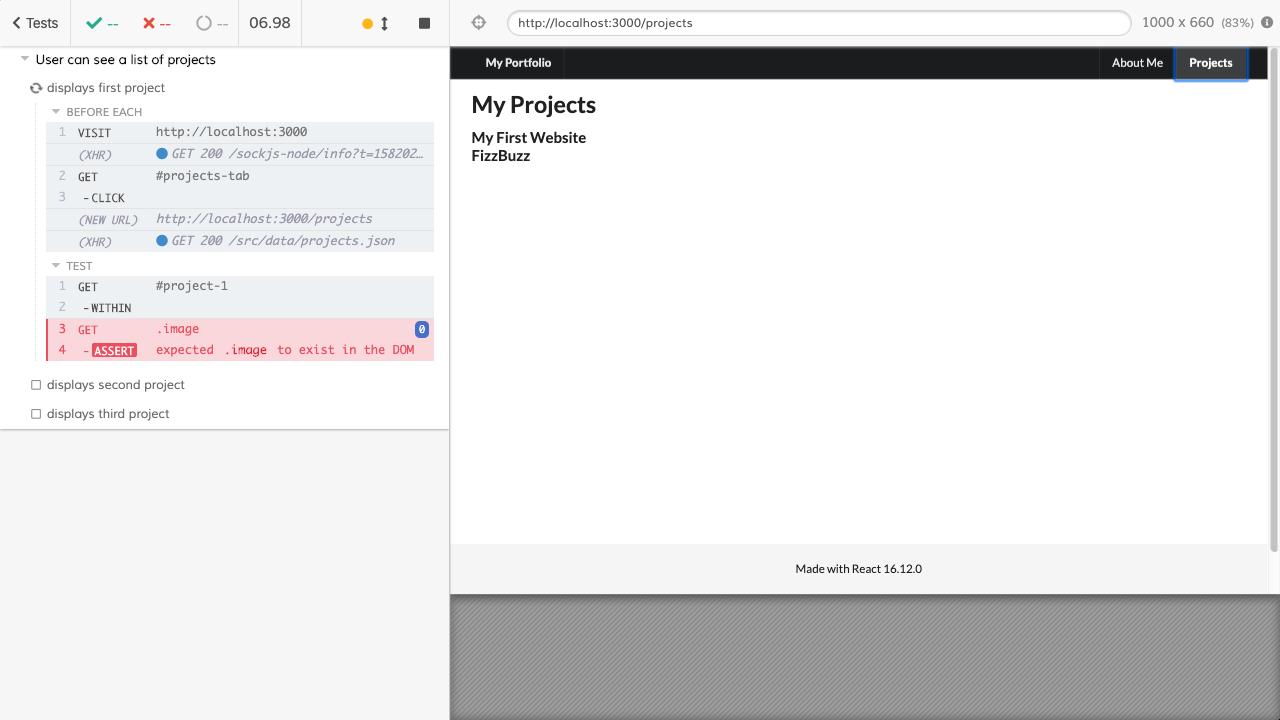 Tests
--
--
--
06.98
User can see a list of projects
displays first project
BEFORE EACH
1 VISIT http://localhost:3000
(XHR) GET 200 /sockjs-node/info?t=158202…
2 GET #projects-tab
3 -CLICK
(NEW URL) http://localhost:3000/projects
(XHR) GET 200 /src/data/projects.json
TEST
1 GET #project-1
2 -WITHIN
3 GET .image 0
4 -ASSERT expected .image to exist in the DOM
displays second project
displays third project
http://localhost:3000/projects
1000 x 660 (83%)
My Portfolio
About Me
Projects
My Projects
My First Website
FizzBuzz
Made with React 16.12.0